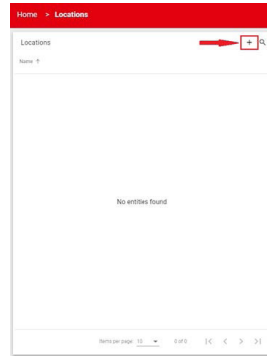 Home > Locations
Locations
Name ↑
No entities found
Items per page: 10 0 of 0